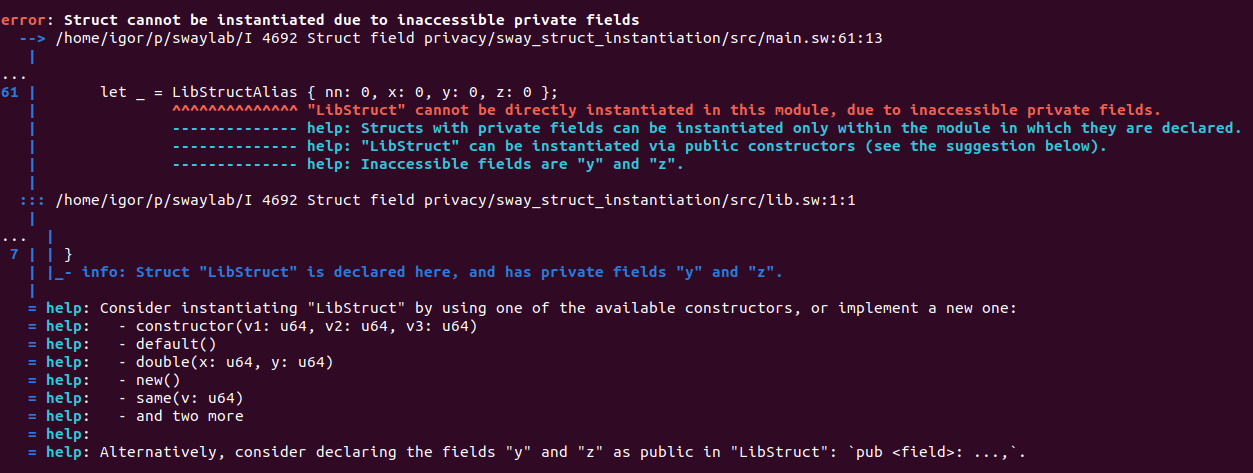 error: Struct cannot be instantiated due to inaccessible private fields
  --> /home/igor/p/swaylab/I 4692 Struct field privacy/sway_struct_instantiation/src/main.sw:61:13
   |
...
61 |       let _ = LibStructAlias { nn: 0, x: 0, y: 0, z: 0 };
   |               ^^^^^^^^^^^^^^ "LibStruct" cannot be directly instantiated in this module, due to inaccessible private fields.
   |               -------------- help: Structs with private fields can be instantiated only within the module in which they are declared.
   |               -------------- help: "LibStruct" can be instantiated via public constructors (see the suggestion below).
   |               -------------- help: Inaccessible fields are "y" and "z".
   |
  ::: /home/igor/p/swaylab/I 4692 Struct field privacy/sway_struct_instantiation/src/lib.sw:1:1
   |
...  |
 7 | | }
   | |_- info: Struct "LibStruct" is declared here, and has private fields "y" and "z".
   |
   = help: Consider instantiating "LibStruct" by using one of the available constructors, or implement a new one:
   = help:   - constructor(v1: u64, v2: u64, v3: u64)
   = help:   - default()
   = help:   - double(x: u64, y: u64)
   = help:   - new()
   = help:   - same(v: u64)
   = help:   - and two more
   = help:
   = help: Alternatively, consider declaring the fields "y" and "z" as public in "LibStruct": `pub <field>: ...,`.